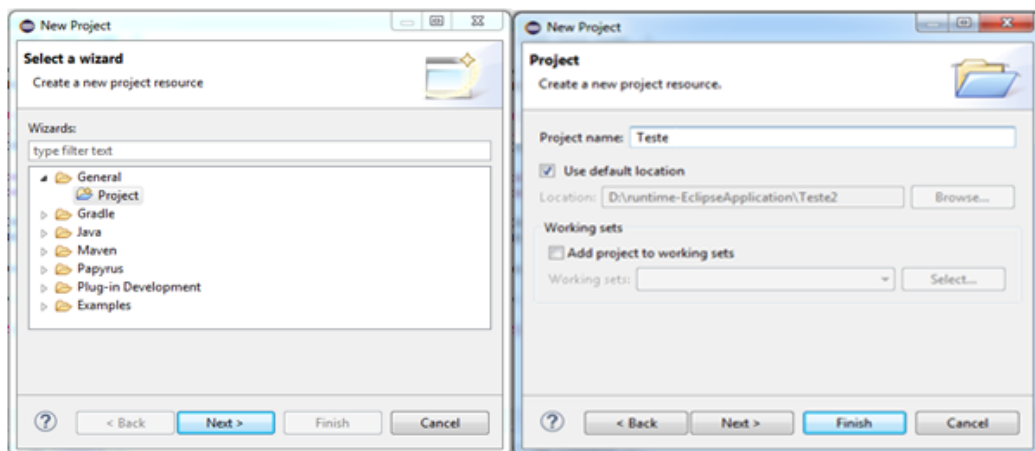 New Project
Select a wizard
Create a new project resource
Wizards:
type filter text
General
Project
Gradle
Java
Maven
Papyrus
Plug-in Development
Examples
?
< Back
Next >
Finish
Cancel
New Project
Project
Create a new project resource.
Project name: Teste
Use default location
Location: D:\runtime-EclipseApplication\Teste2 Browse...
Working sets
Add project to working sets
Working sets: Select...
?
< Back
Next >
Finish
Cancel